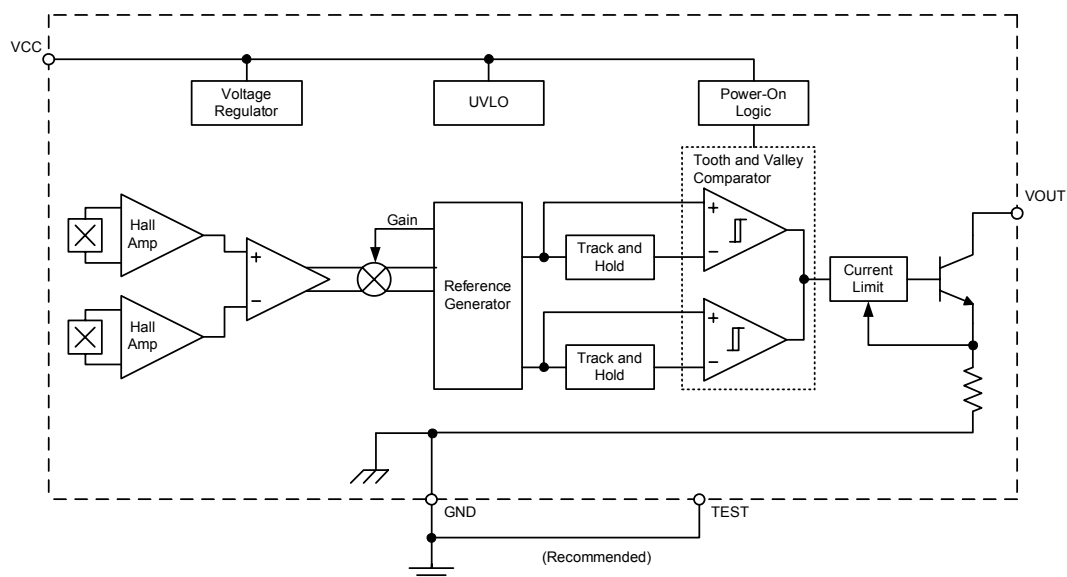 VCC
Voltage
Regulator
UVLO
Power-On
Logic
Tooth and Valley
Comparator
VOUT
Hall
Amp
+
−
Gain
Reference
Generator
Track and
Hold
+
−
Current
Limit
Hall
Amp
Track and
Hold
+
−
GND
TEST
(Recommended)